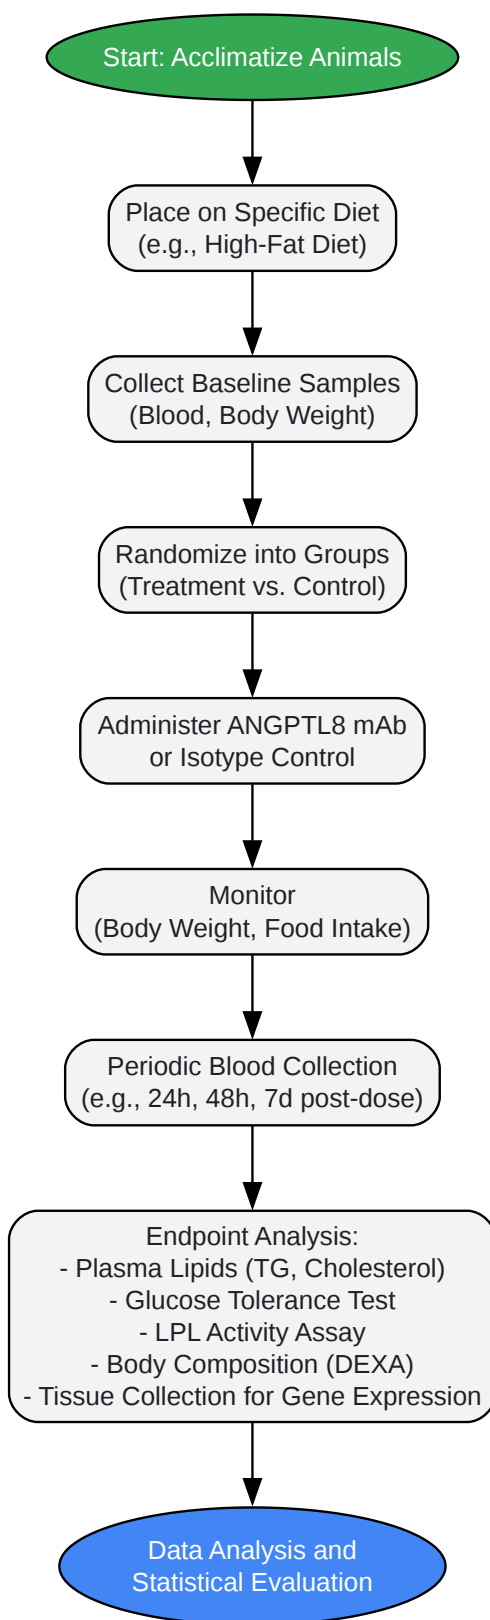 Start: Acclimatize Animals
Place on Specific Diet
(e.g., High-Fat Diet)
Collect Baseline Samples
(Blood, Body Weight)
Randomize into Groups
(Treatment vs. Control)
Administer ANGPTL8 mAb
or Isotype Control
Monitor
(Body Weight, Food Intake)
Periodic Blood Collection
(e.g., 24h, 48h, 7d post-dose)
Endpoint Analysis:
- Plasma Lipids (TG, Cholesterol)
- Glucose Tolerance Test
- LPL Activity Assay
- Body Composition (DEXA)
- Tissue Collection for Gene Expression
Data Analysis and
Statistical Evaluation